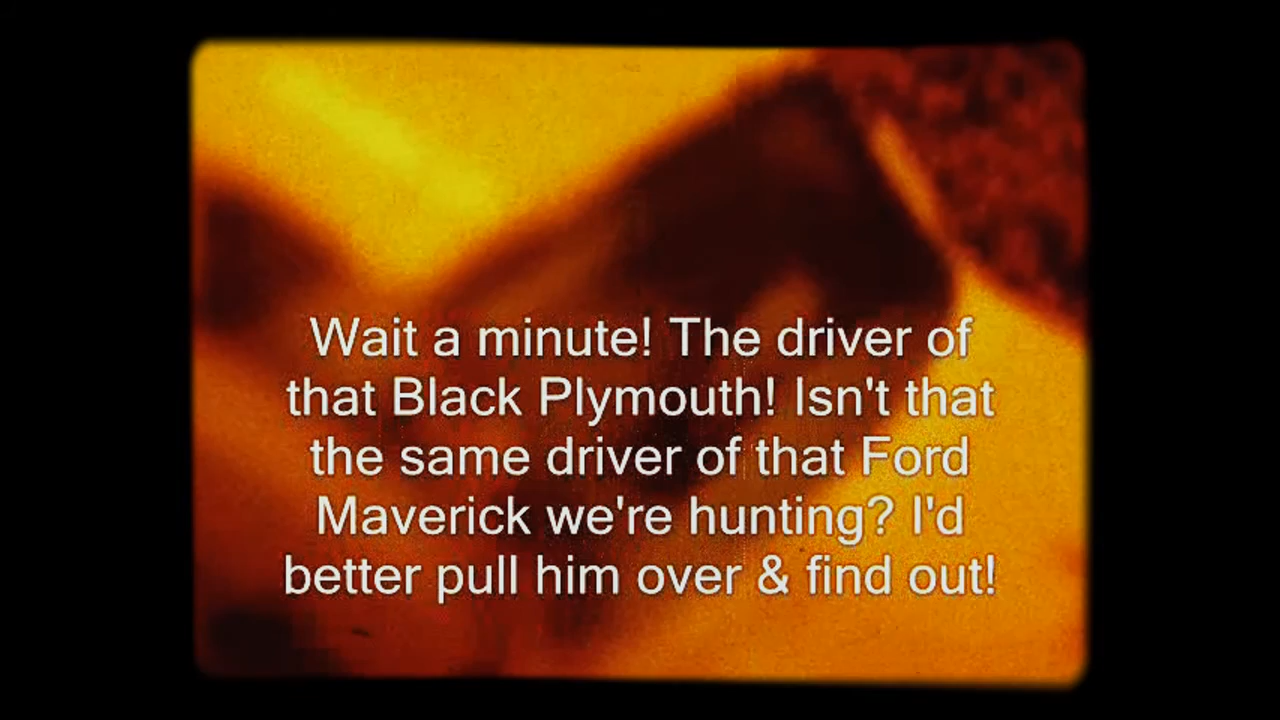 Wait a minute! The driver of
that Black Plymouth! Isn't that
the same driver of that Ford
Maverick we're hunting? I'd
better pull him over & find out!